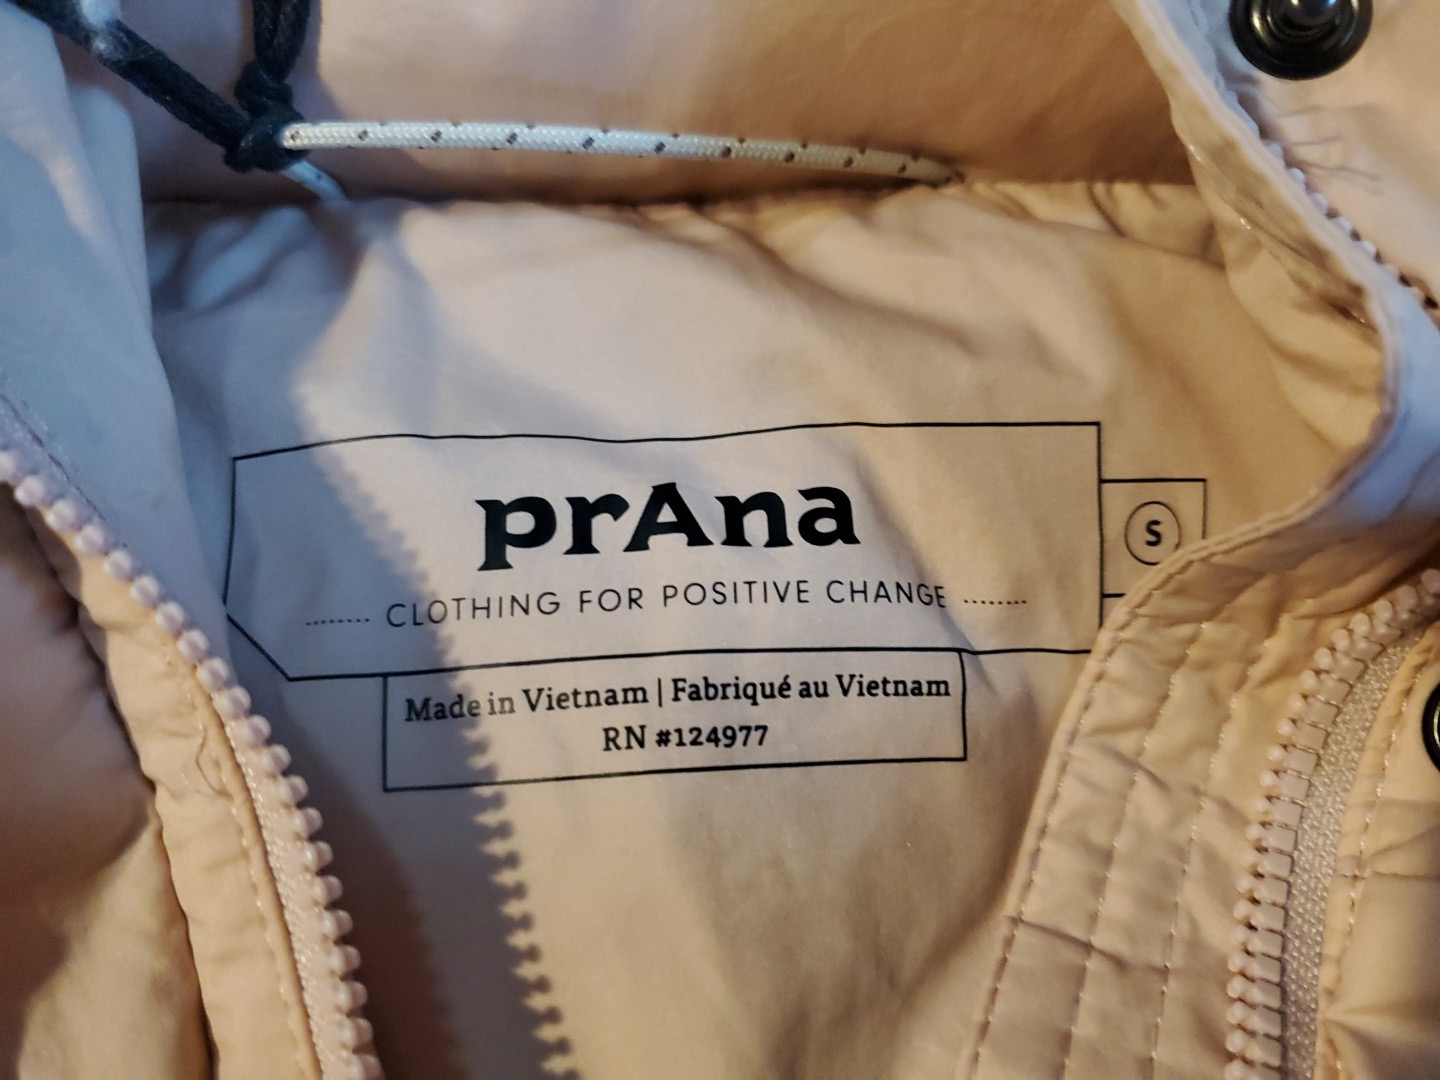 prAna
CLOTHING FOR POSITIVE CHANGE
S
Made in Vietnam | Fabriqué au Vietnam
RN #124977